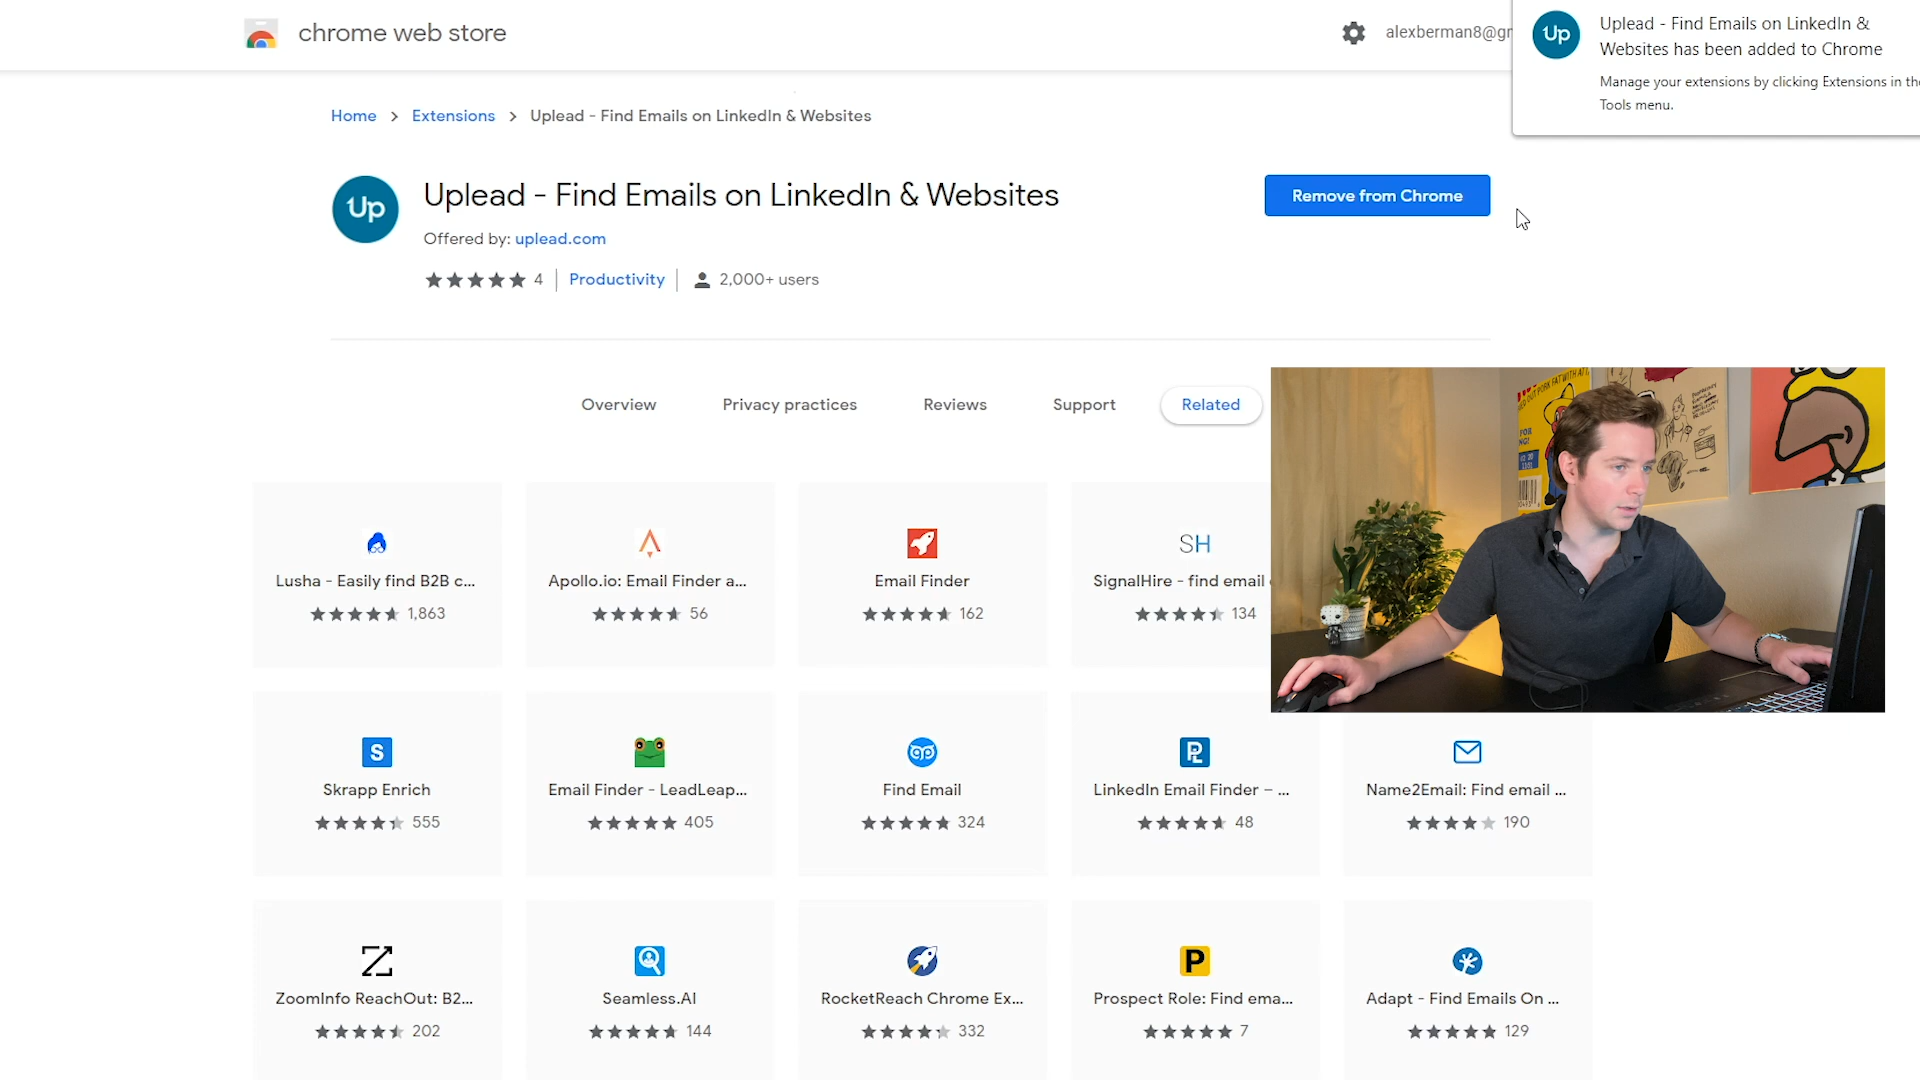 chrome web store
alexberman8@gr
Up
Uplead - Find Emails on LinkedIn &
Websites has been added to Chrome
Manage your extensions by clicking Extensions in the
Tools menu.
Home > Extensions > Uplead - Find Emails on LinkedIn & Websites
Up
Uplead - Find Emails on LinkedIn & Websites
Remove from Chrome
Offered by: uplead.com
4 Productivity 2,000+ users
Overview Privacy practices Reviews Support Related
SH
Lusha - Easily find B2B c... Apollo.io: Email Finder a... Email Finder SignalHire - find email
1,863 56 162 134
S
Skrapp Enrich Email Finder - LeadLeap... Find Email LinkedIn Email Finder – ... Name2Email: Find email ...
555 405 324 48 190
P
ZoomInfo ReachOut: B2... Seamless.AI RocketReach Chrome Ex... Prospect Role: Find ema... Adapt - Find Emails On ...
202 144 332 7 129